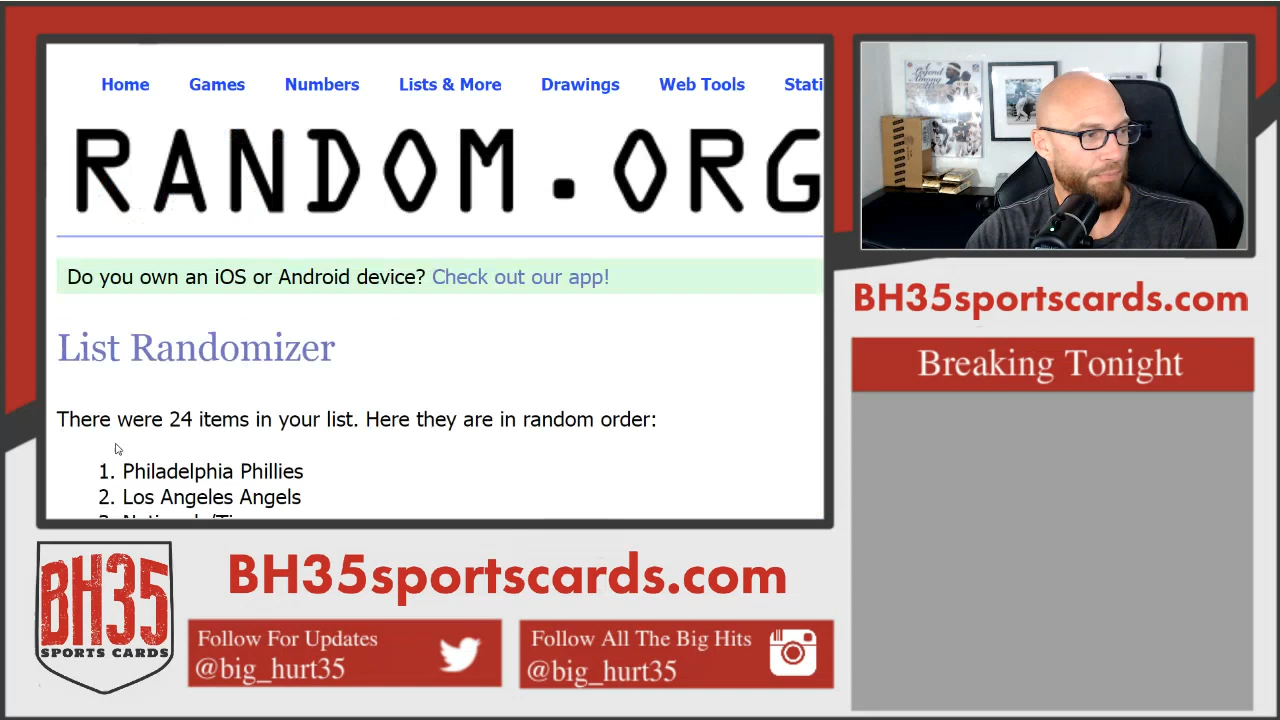 Home Games Numbers Lists & More Drawings Web Tools Stati
RANDOM.ORG
Do you own an iOS or Android device? Check out our app!
List Randomizer
There were 24 items in your list. Here they are in random order:
1. Philadelphia Phillies
2. Los Angeles Angels
BH35sportscards.com
Breaking Tonight
BH35
SPORTS CARDS
BH35sportscards.com
Follow For Updates
@big_hurt35
Follow All The Big Hits
@big_hurt35